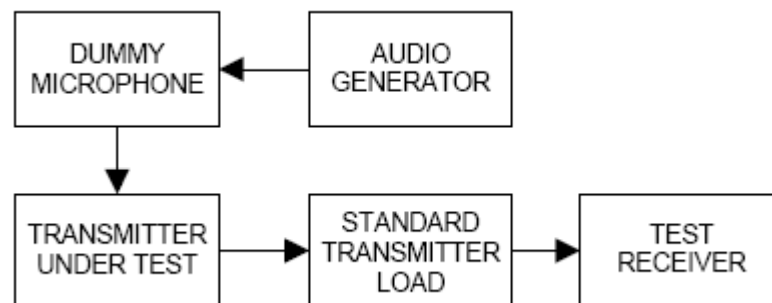 DUMMY
MICROPHONE
AUDIO
GENERATOR
TRANSMITTER
UNDER TEST
STANDARD
TRANSMITTER
LOAD
TEST
RECEIVER